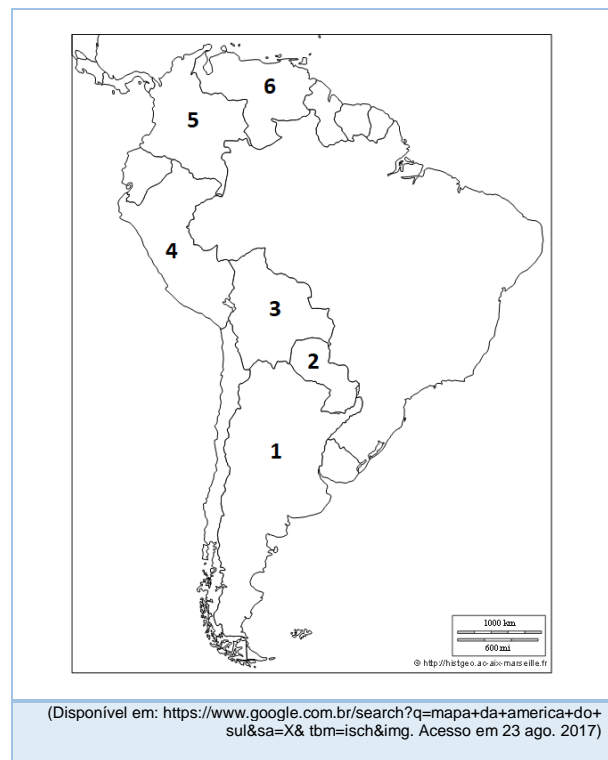 6
5
4
3
2
1
1000 km
600 mi
© http://histgeo.ac-aix-marseille.fr
(Disponível em: https://www.google.com.br/search?q=mapa+da+america+do+
sul&sa=X& tbm=isch&img. Acesso em 23 ago. 2017)